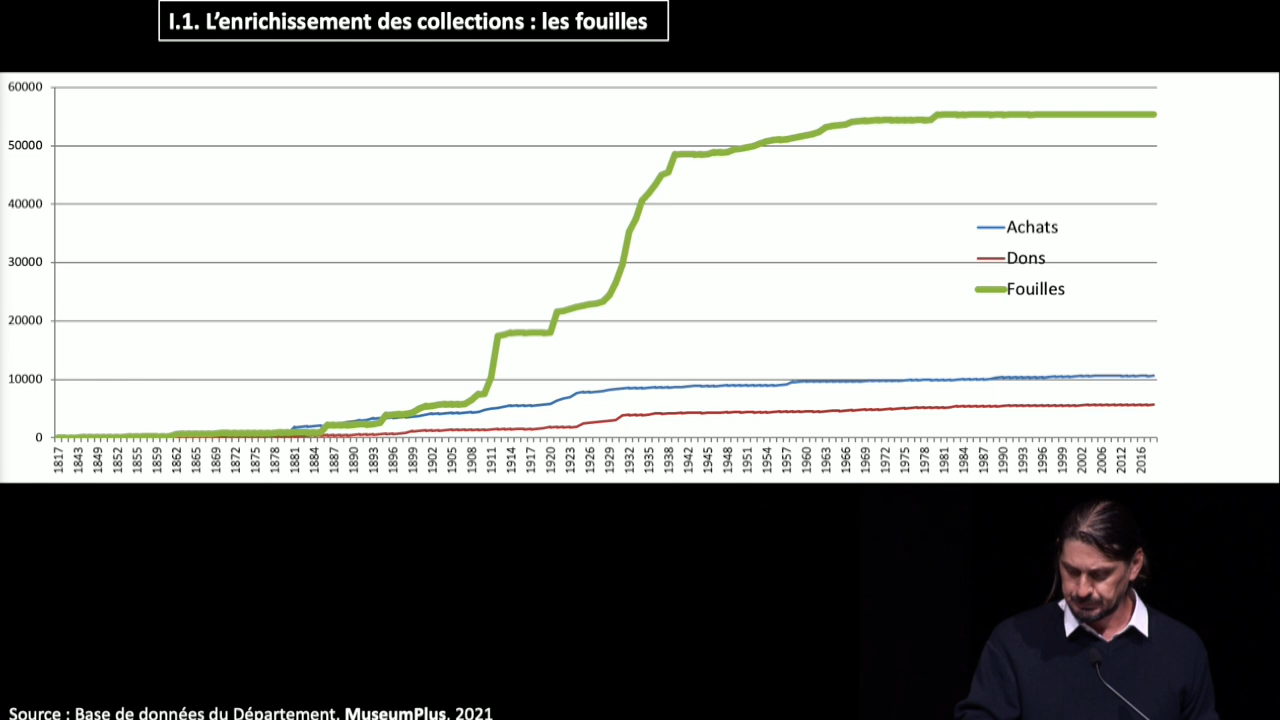 I.1. L’enrichissement des collections : les fouilles
60000
50000
40000
30000
20000
10000
0
Achats
Dons
Fouilles
1817 1843 1849 1852 1855 1859 1862 1865 1869 1872 1875 1878 1881 1884 1887 1890 1893 1896 1899 1902 1905 1908 1911 1914 1917 1920 1923 1926 1929 1932 1935 1938 1942 1945 1948 1951 1954 1957 1960 1963 1966 1969 1972 1975 1978 1981 1984 1987 1990 1993 1996 1999 2002 2006 2012 2016
Source : Base de données du Département, MuseumPlus, 2021